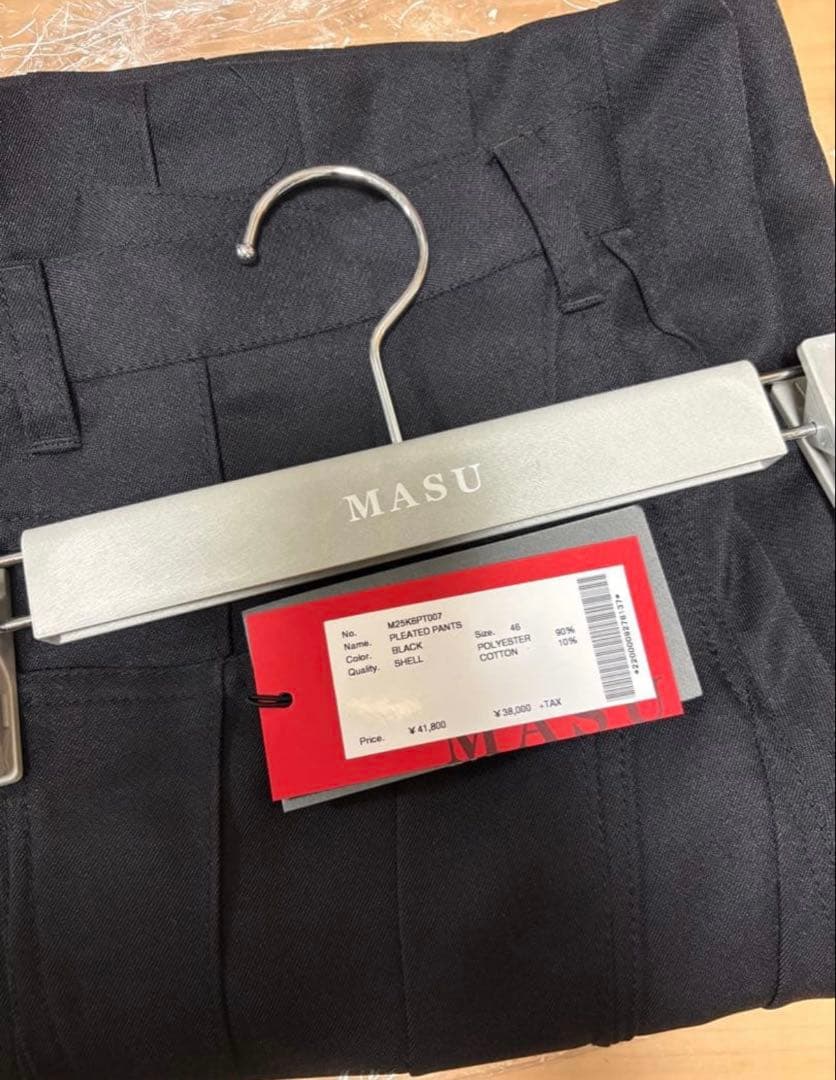 MASU
No. M25K6PT007
Name. PLEATED PANTS
Color. BLACK Size. 46
Quality. SHELL POLYESTER 90%
COTTON 10%
Price. ¥41,800 ¥38,000 +TAX
MASU